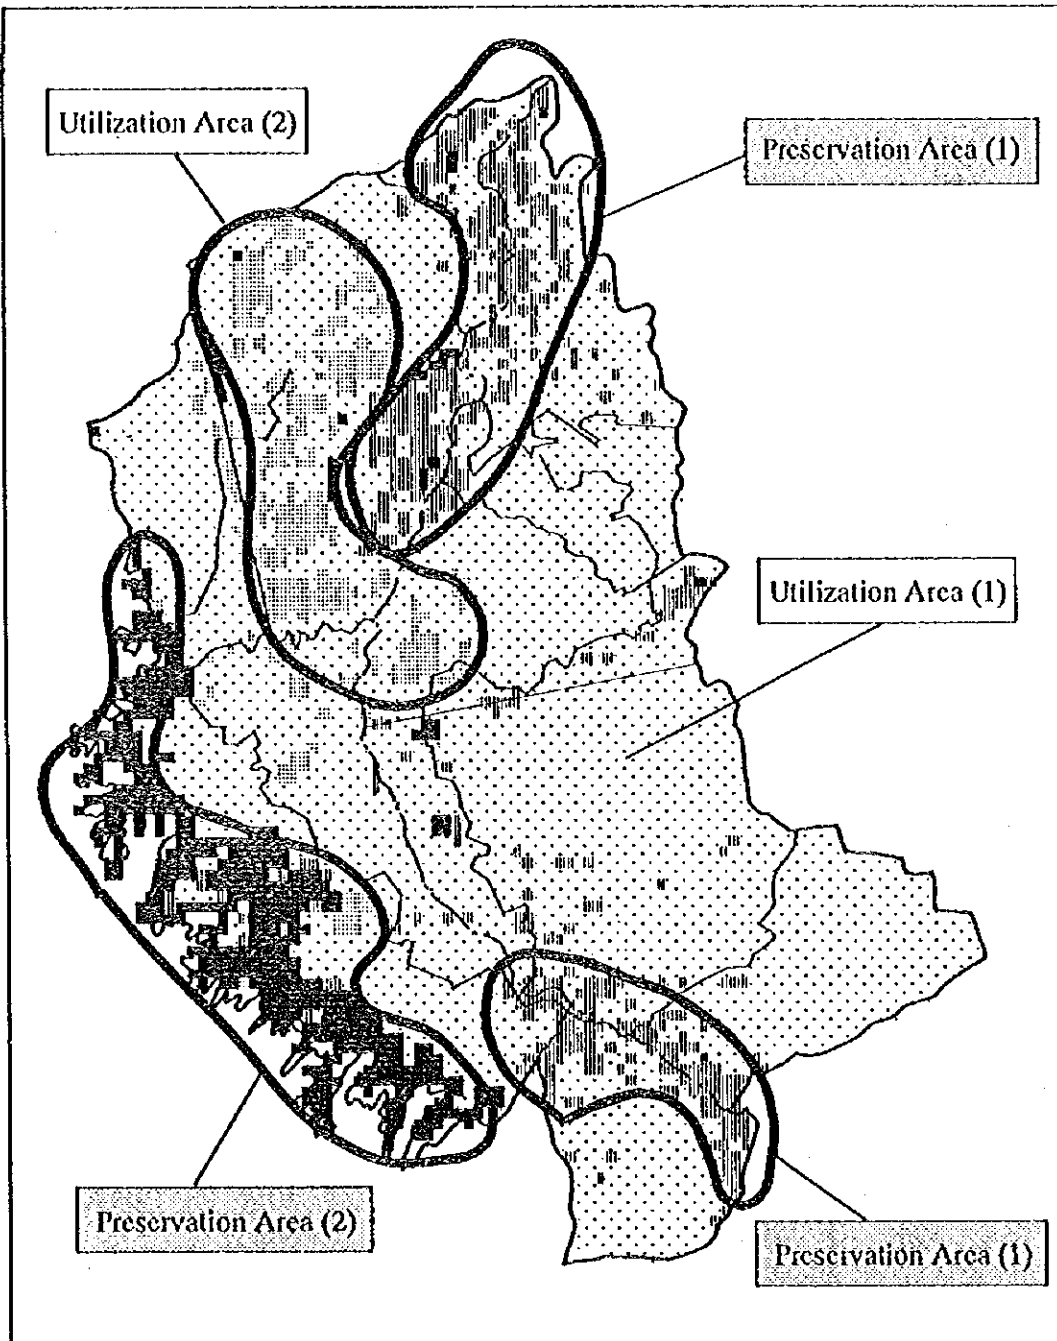 Utilization Area (2)
Preservation Area (1)
Utilization Area (1)
Preservation Area (2)
Preservation Area (1)